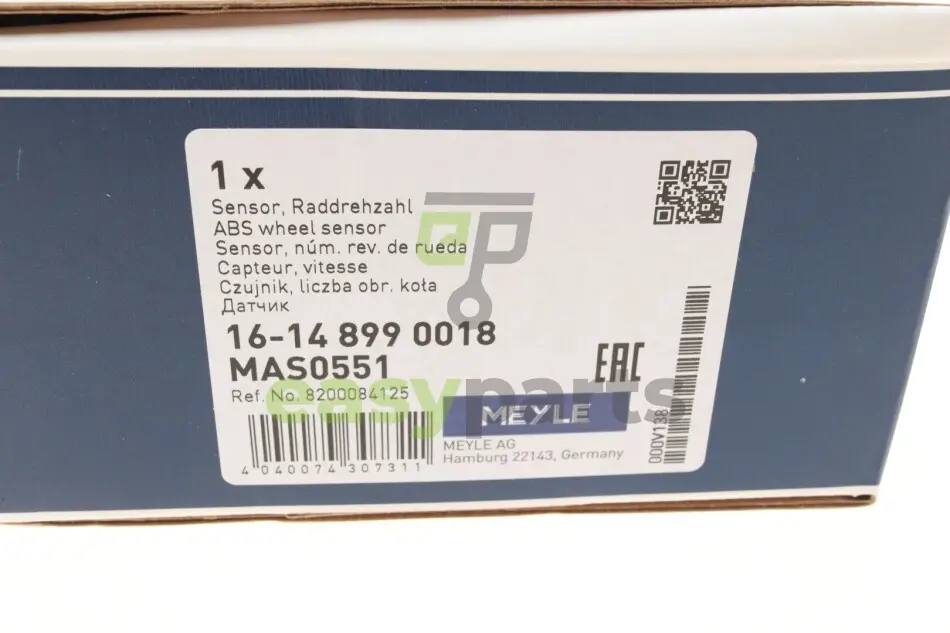 1 x
Sensor, Raddrehzahl
ABS wheel sensor
Sensor, núm. rev. de rueda
Capteur, vitesse
Czujnik, liczba obr. koła
Датчик
16-14 899 0018
MAS0551
EAC
Ref. No. 8200084125
MEYLE
MEYLE AG
Hamburg 22143, Germany
4 040074 307311
easyparts